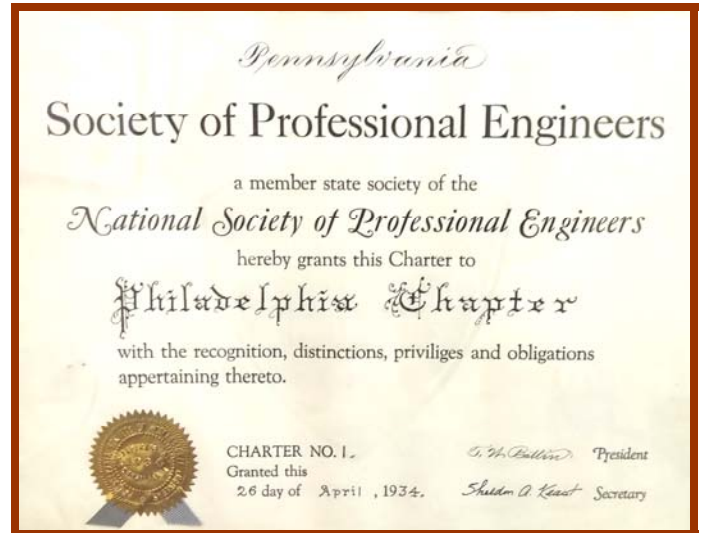 Pennsylvania
Society of Professional Engineers
a member state society of the
National Society of Professional Engineers
hereby grants this Charter to
Philadelphia Chapter
with the recognition, distinctions, priviliges and obligations
appertaining thereto.
CHARTER NO. 1.
Granted this
26 day of April , 1934.
President
Sheldon A. Secretary